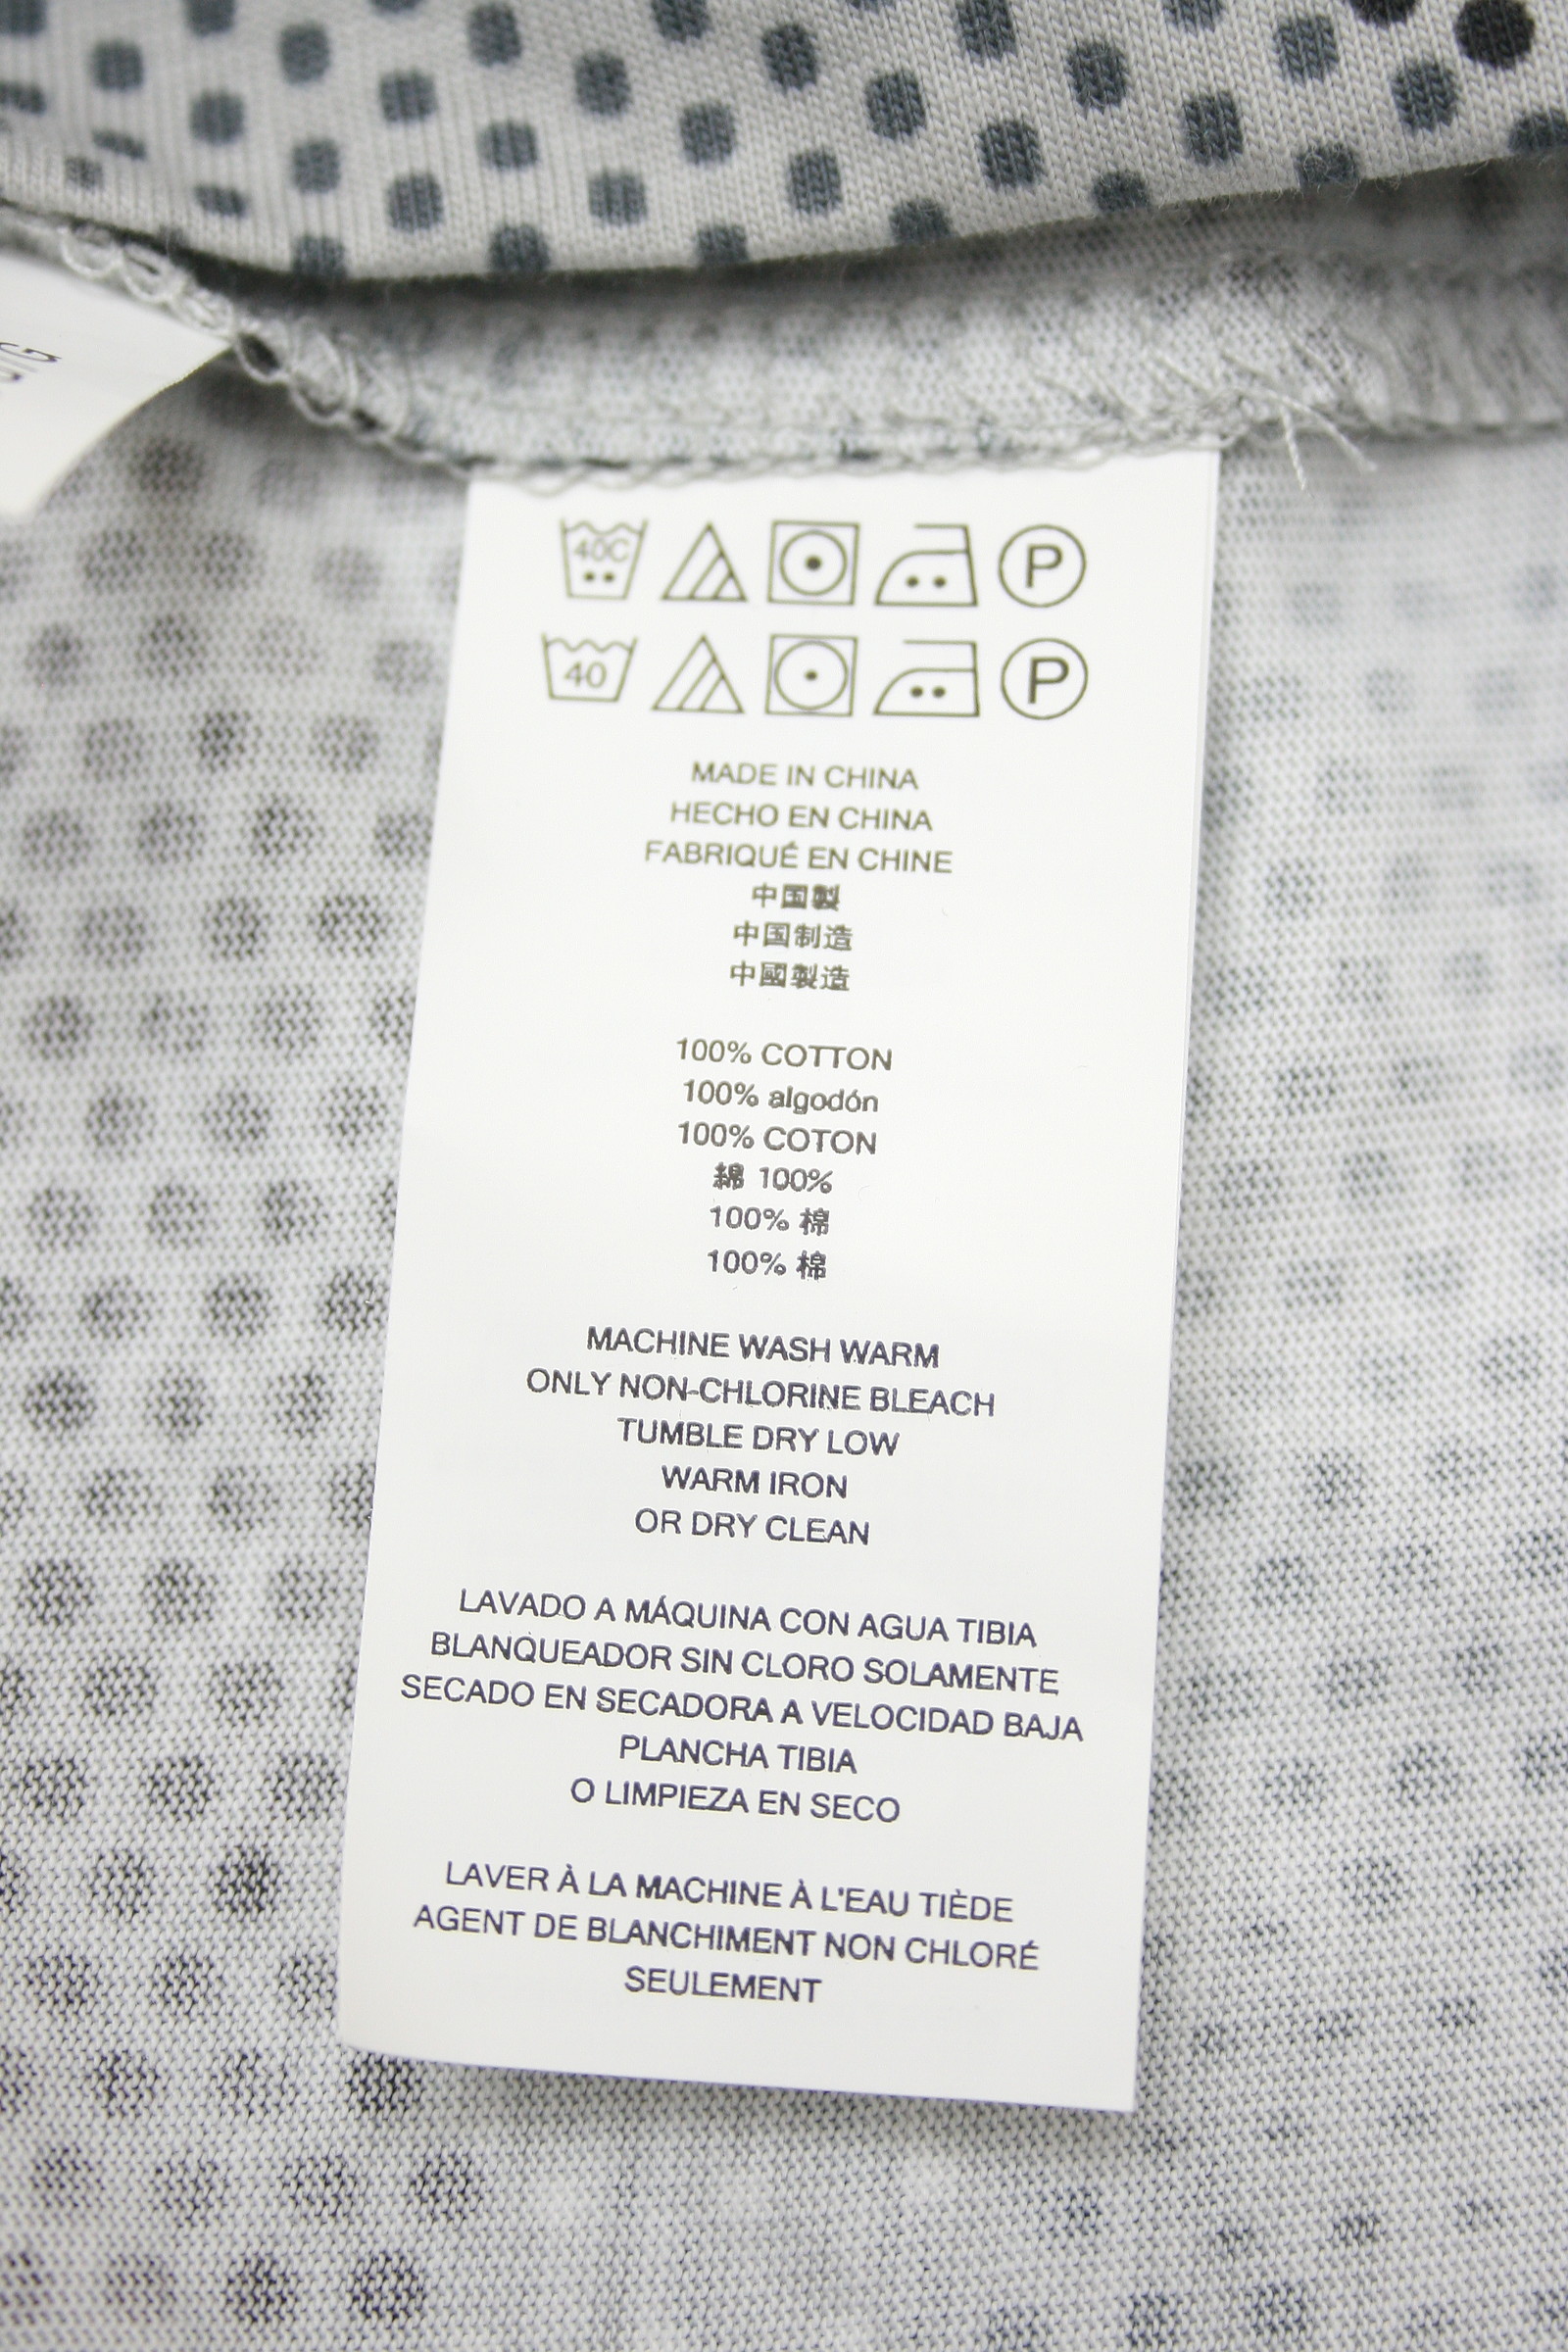 40C P
40 P
MADE IN CHINA
HECHO EN CHINA
FABRIQUÉ EN CHINE
中国製
中国制造
中國製造
100% COTTON
100% algodón
100% COTON
綿 100%
100% 棉
100% 棉
MACHINE WASH WARM
ONLY NON-CHLORINE BLEACH
TUMBLE DRY LOW
WARM IRON
OR DRY CLEAN
LAVADO A MÁQUINA CON AGUA TIBIA
BLANQUEADOR SIN CLORO SOLAMENTE
SECADO EN SECADORA A VELOCIDAD BAJA
PLANCHA TIBIA
O LIMPIEZA EN SECO
LAVER À LA MACHINE À L'EAU TIÈDE
AGENT DE BLANCHIMENT NON CHLORÉ
SEULEMENT